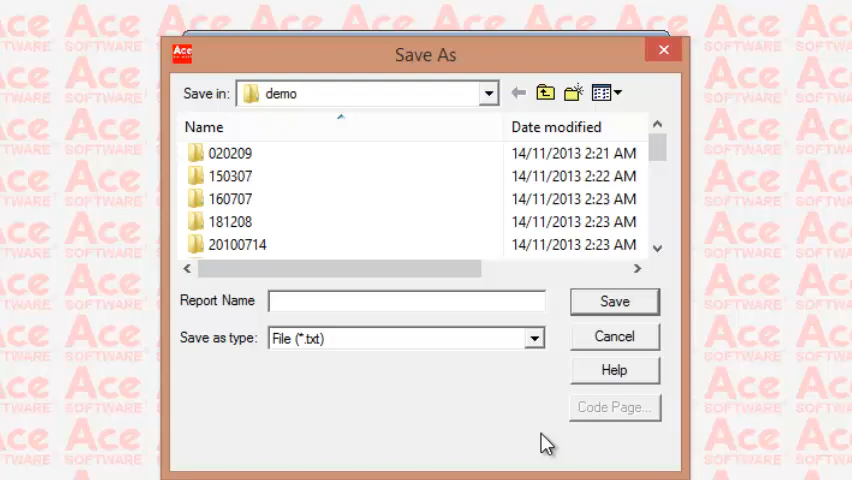 Ace
Save As
Save in: demo
Name Date modified
020209 14/11/2013 2:21 AM
150307 14/11/2013 2:22 AM
160707 14/11/2013 2:23 AM
181208 14/11/2013 2:23 AM
20100714 14/11/2013 2:23 AM
Report Name Save
Save as type: File (*.txt) Cancel
Help
Code Page...
Ace
SOFTWARE